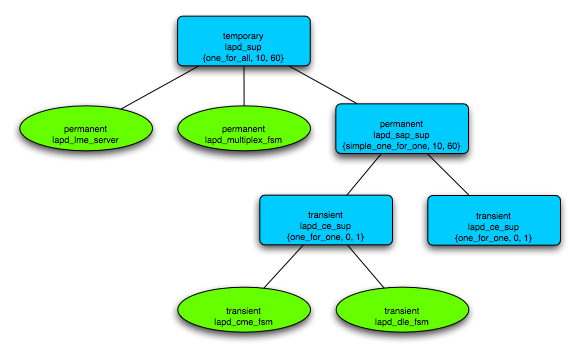 temporary
lapd_sup
{one_for_all, 10, 60}
permanent
lapd_lme_server
permanent
lapd_multiplex_fsm
permanent
lapd_sap_sup
{simple_one_for_one, 10, 60}
transient
lapd_ce_sup
{one_for_one, 0, 1}
transient
lapd_ce_sup
{one_for_one, 0, 1}
transient
lapd_cme_fsm
transient
lapd_dle_fsm